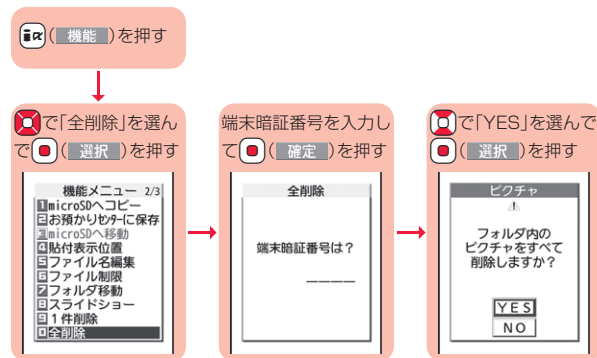 iα( 機能 )を押す
で「全削除」を選ん
で( 選択 )を押す
機能メニュー 2/3
1microSDへコピー
2お預かりセンターに保存
3microSDへ移動
4貼付表示位置
5ファイル名編集
6ファイル制限
7フォルダ移動
8スライドショー
9 1件削除
0全削除
端末暗証番号を入力し
て( 確定 )を押す
全削除
端末暗証番号は?
____
で「YES」を選んで
( 選択 )を押す
ピクチャ
フォルダ内の
ピクチャをすべて
削除しますか?
YES
NO